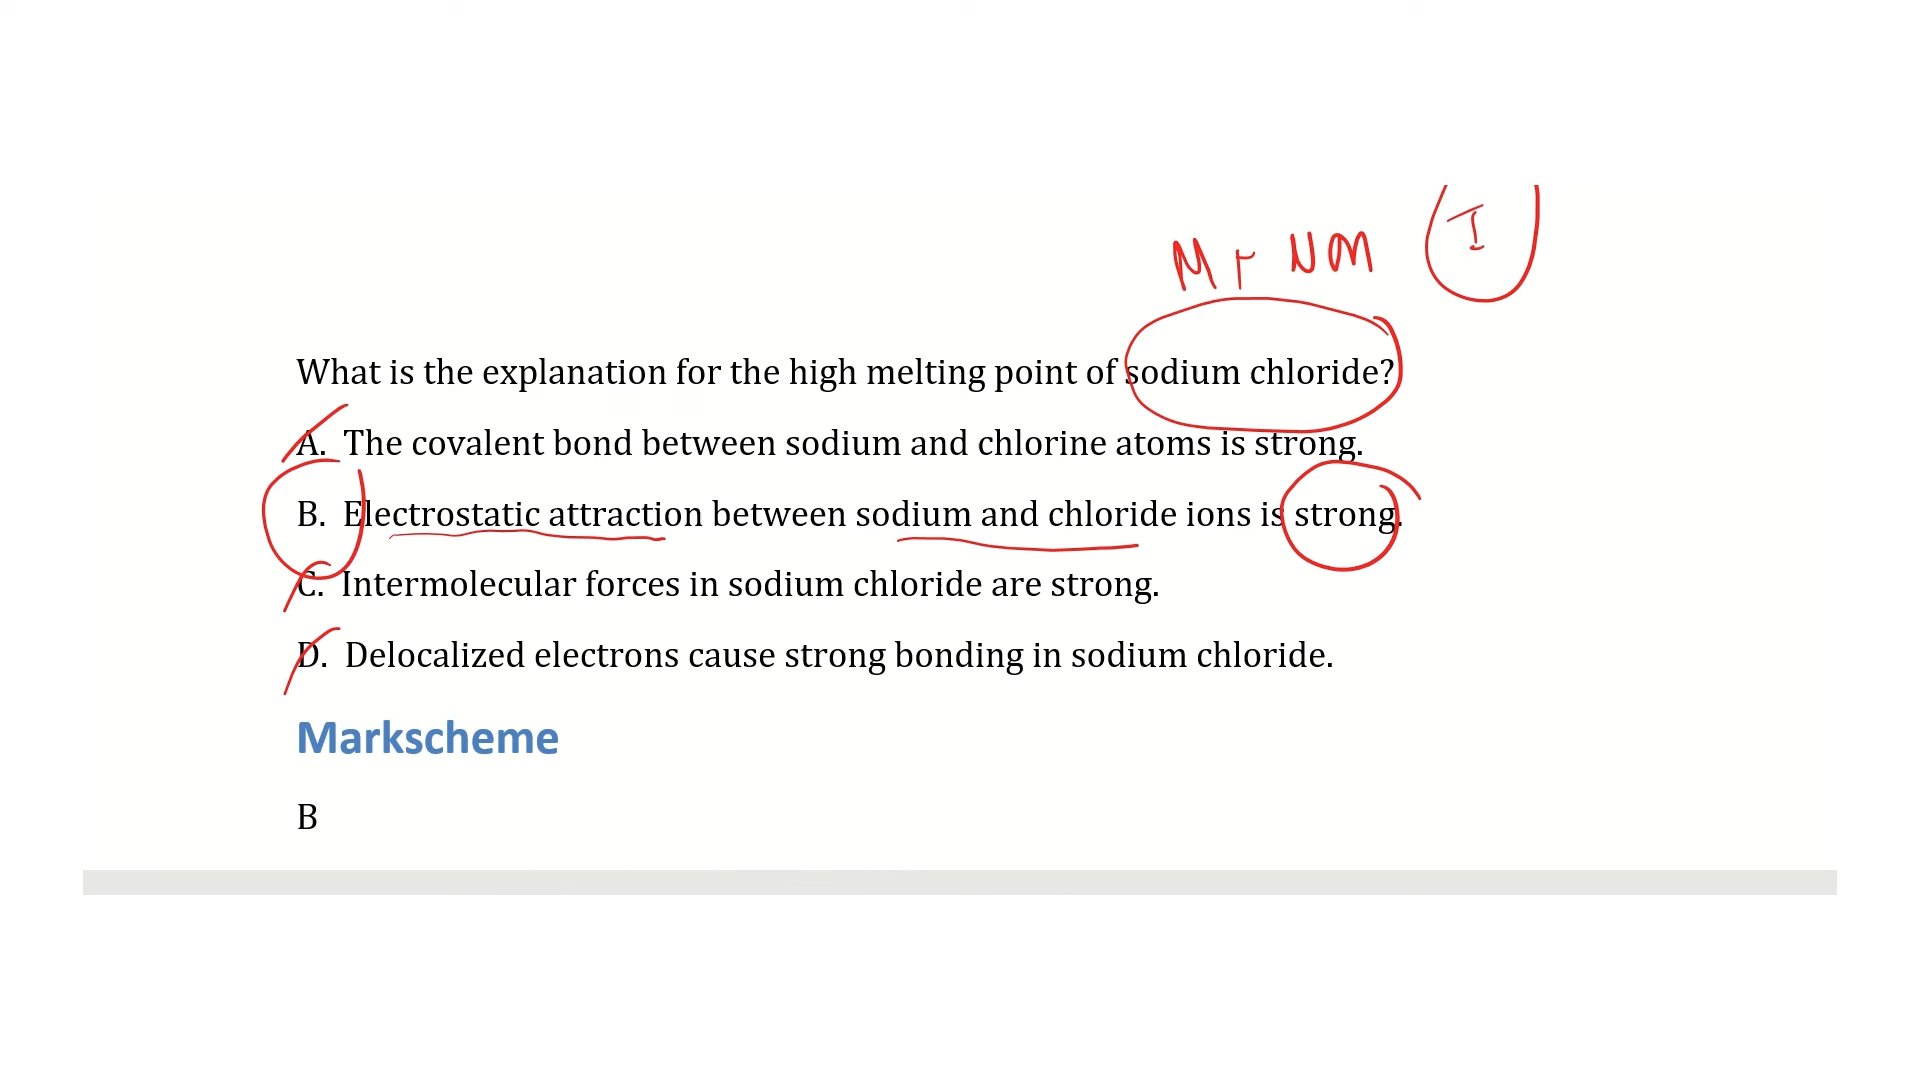 M + NM I
What is the explanation for the high melting point of sodium chloride?
A. The covalent bond between sodium and chlorine atoms is strong.
B. Electrostatic attraction between sodium and chloride ions is strong.
C. Intermolecular forces in sodium chloride are strong.
D. Delocalized electrons cause strong bonding in sodium chloride.
Markscheme
B